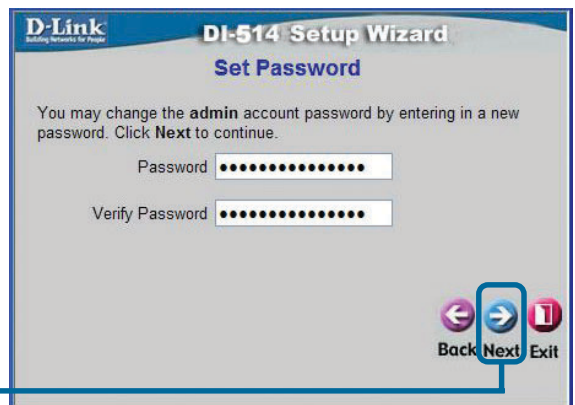 D-Link
Building Networks for People
DI-514 Setup Wizard
Set Password
You may change the admin account password by entering in a new
password. Click Next to continue.
Password •••••••••••••••
Verify Password •••••••••••••••
Back Next Exit